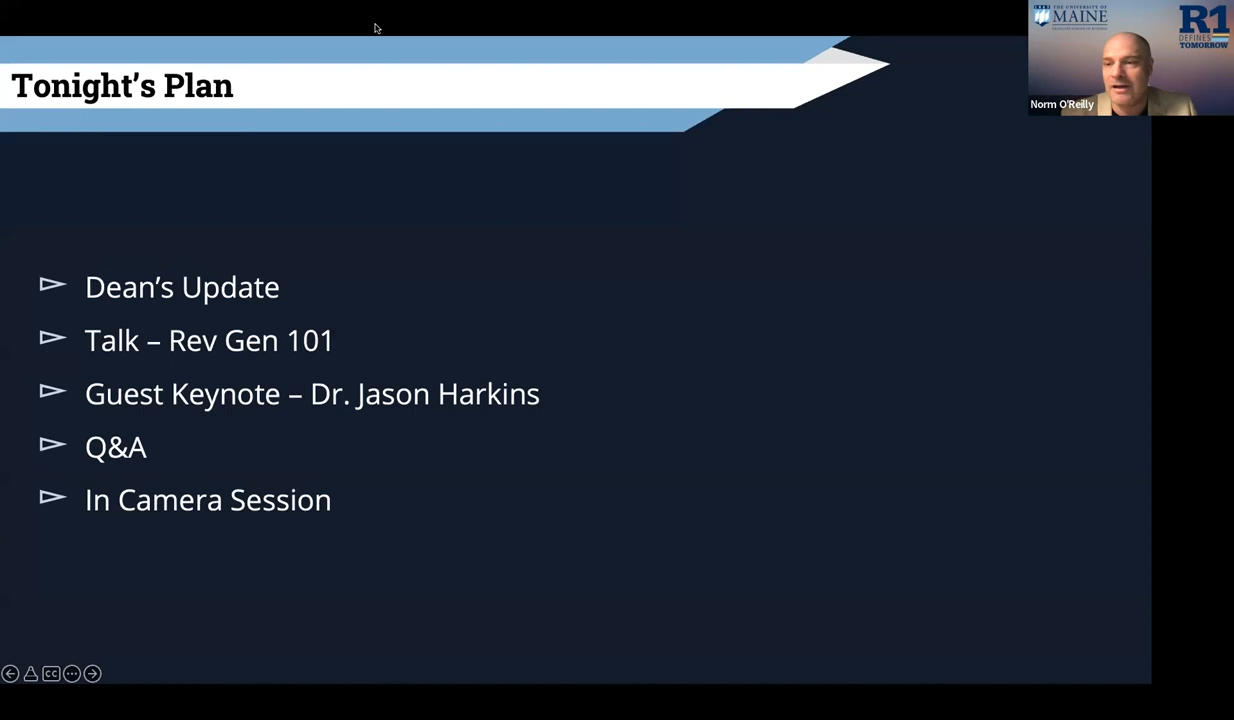 Tonight's Plan
THE UNIVERSITY OF
MAINE
R1
DEFINES
TOMORROW
Norm O'Reilly
Dean's Update
Talk – Rev Gen 101
Guest Keynote – Dr. Jason Harkins
Q&A
In Camera Session
CC